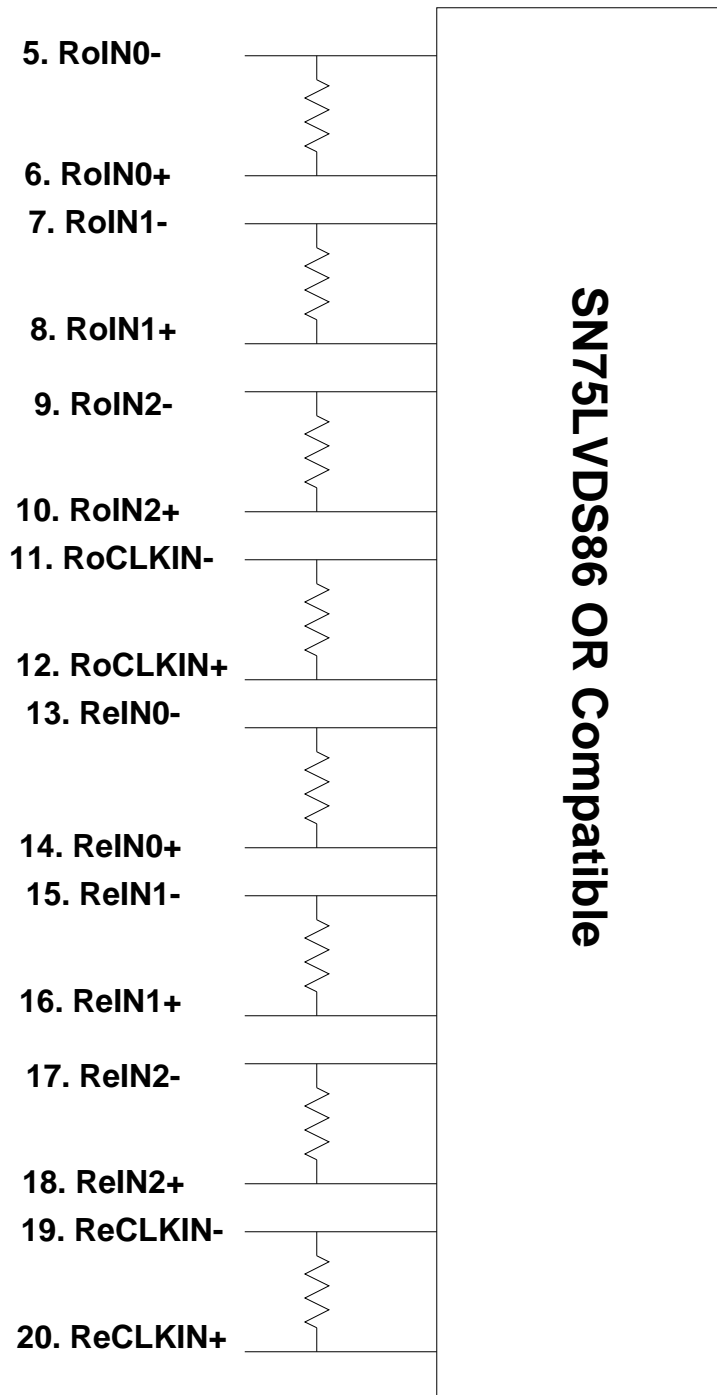 5. RoIN0-
6. RoIN0+
7. RoIN1-
8. RoIN1+
9. RoIN2-
10. RoIN2+
11. RoCLKIN-
12. RoCLKIN+
13. ReIN0-
14. ReIN0+
15. ReIN1-
16. ReIN1+
17. ReIN2-
18. ReIN2+
19. ReCLKIN-
20. ReCLKIN+
SN75LVDS86 OR Compatible